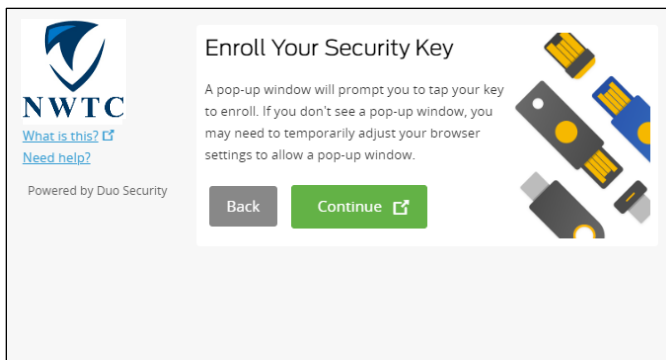 NWTC
What is this?
Need help?
Powered by Duo Security
Enroll Your Security Key
A pop-up window will prompt you to tap your key
to enroll. If you don't see a pop-up window, you
may need to temporarily adjust your browser
settings to allow a pop-up window.
Back
Continue